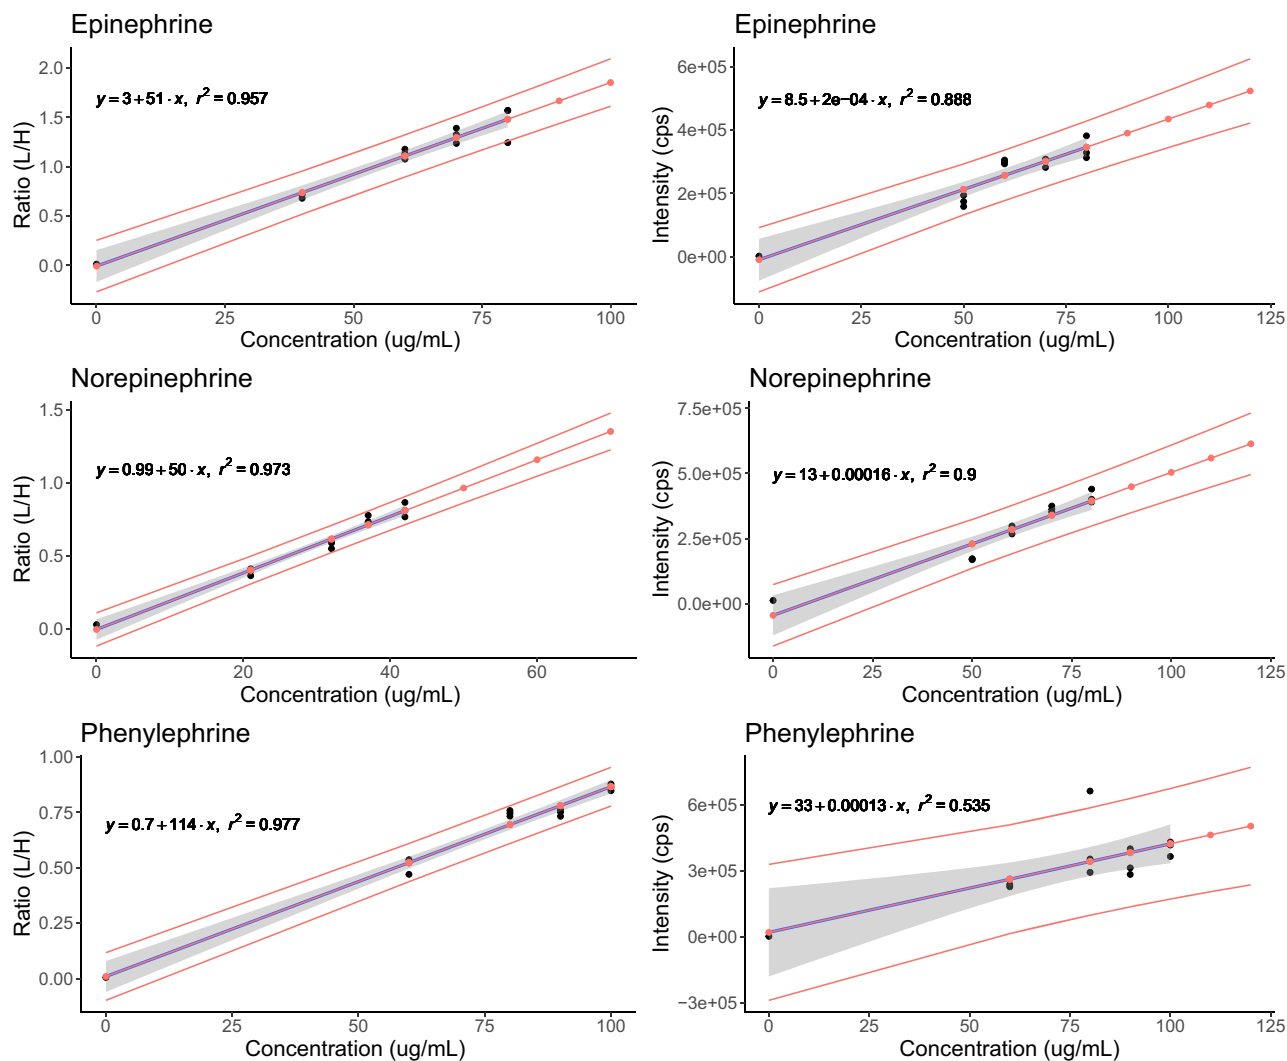 Epinephrine
2.0
1.5
1.0
0.5
0.0
Ratio (L/H)
y = 3 + 51 · x, r² = 0.957
0 25 50 75 100
Concentration (ug/mL)
Epinephrine
6e+05
4e+05
2e+05
0e+00
Intensity (cps)
y = 8.5 + 2e−04 · x, r² = 0.888
0 25 50 75 100 125
Concentration (ug/mL)
Norepinephrine
1.5
1.0
0.5
0.0
Ratio (L/H)
y = 0.99 + 50 · x, r² = 0.973
0 20 40 60
Concentration (ug/mL)
Norepinephrine
7.5e+05
5.0e+05
2.5e+05
0.0e+00
Intensity (cps)
y = 13 + 0.00016 · x, r² = 0.9
0 25 50 75 100 125
Concentration (ug/mL)
Phenylephrine
1.00
0.75
0.50
0.25
0.00
Ratio (L/H)
y = 0.7 + 114 · x, r² = 0.977
0 25 50 75 100
Concentration (ug/mL)
Phenylephrine
6e+05
3e+05
0e+00
−3e+05
Intensity (cps)
y = 33 + 0.00013 · x, r² = 0.535
0 25 50 75 100 125
Concentration (ug/mL)